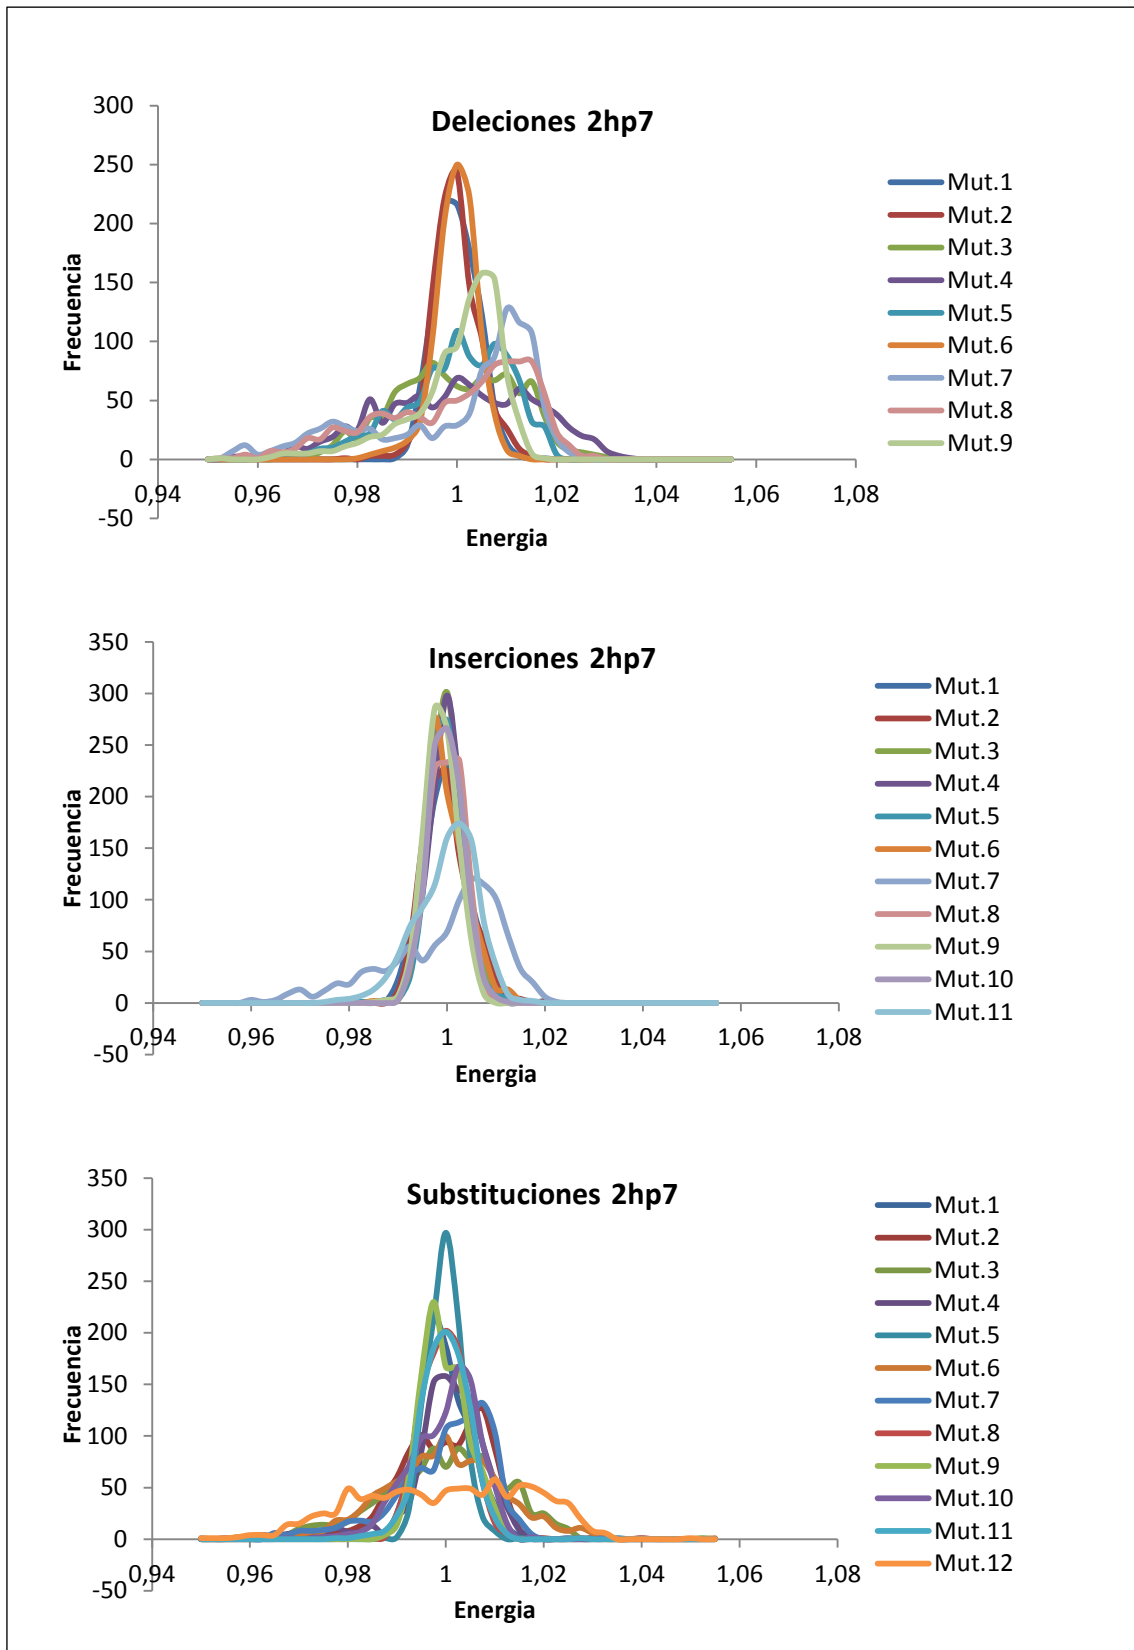 Deleciones 2hp7
300
250
200
150
100
50
0
-50
Frecuencia
0,94 0,96 0,98 1 1,02 1,04 1,06 1,08
Energia
Mut.1
Mut.2
Mut.3
Mut.4
Mut.5
Mut.6
Mut.7
Mut.8
Mut.9
Inserciones 2hp7
350
300
250
200
150
100
50
0
-50
Frecuencia
0,94 0,96 0,98 1 1,02 1,04 1,06 1,08
Energia
Mut.1
Mut.2
Mut.3
Mut.4
Mut.5
Mut.6
Mut.7
Mut.8
Mut.9
Mut.10
Mut.11
Substituciones 2hp7
350
300
250
200
150
100
50
0
-50
Frecuencia
0,94 0,96 0,98 1 1,02 1,04 1,06 1,08
Energia
Mut.1
Mut.2
Mut.3
Mut.4
Mut.5
Mut.6
Mut.7
Mut.8
Mut.9
Mut.10
Mut.11
Mut.12